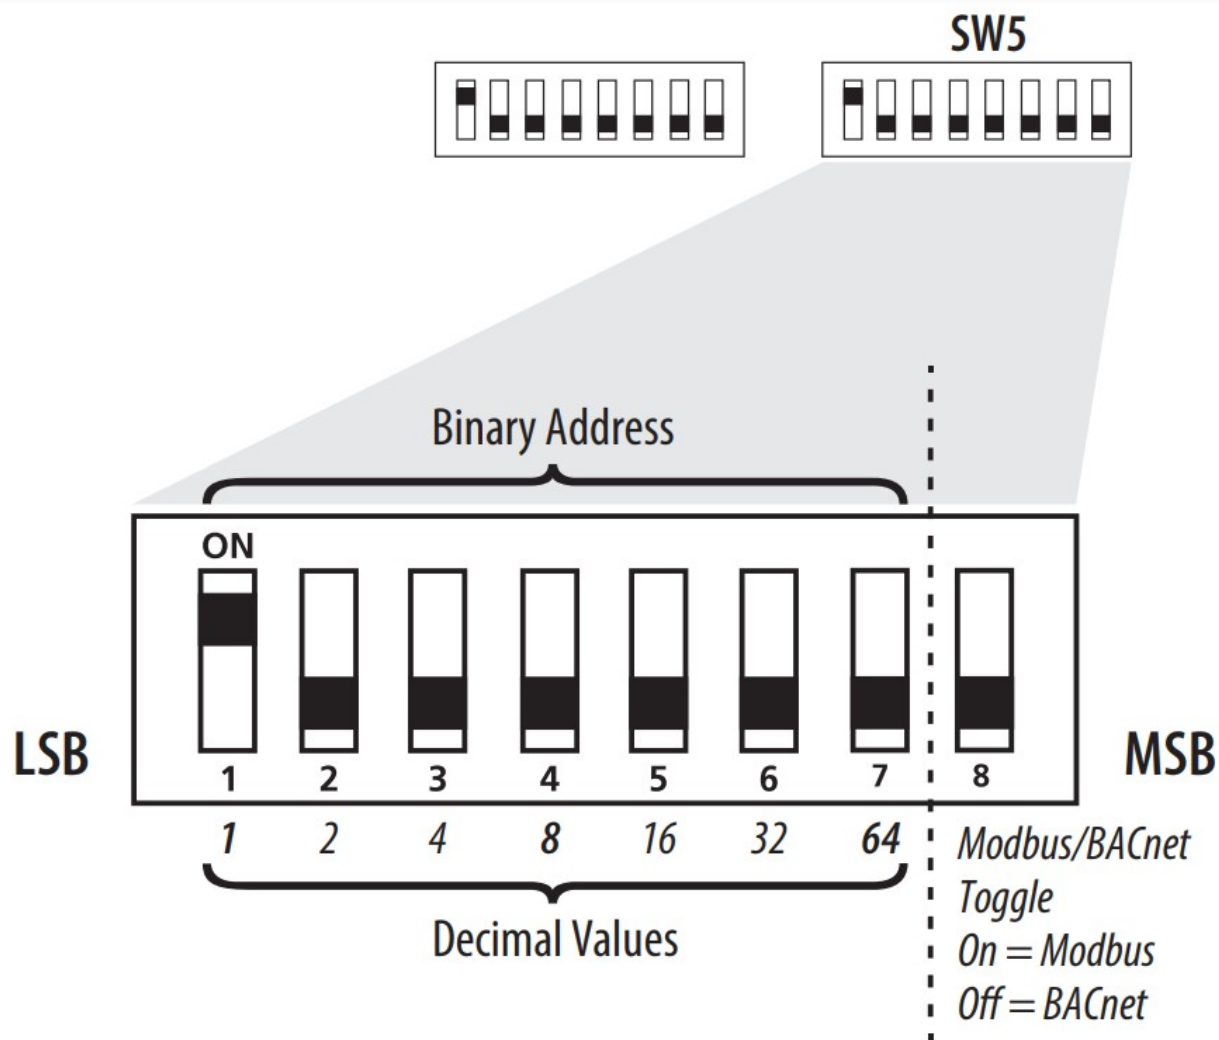 SW5
Binary Address
ON
LSB
MSB
1 2 3 4 5 6 7 8
1 2 4 8 16 32 64
Modbus/BACnet
Toggle
On = Modbus
Off = BACnet
Decimal Values